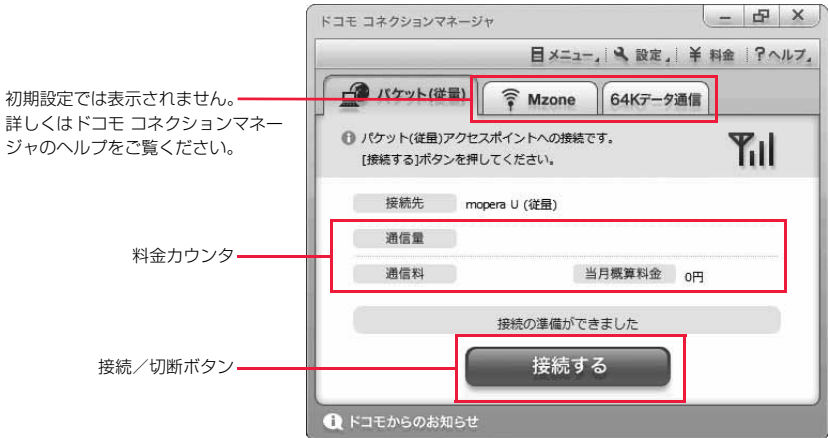 ドコモ コネクションマネージャ
メニュー 設定 ¥ 料金 ?ヘルプ
パケット(従量) Mzone 64Kデータ通信
初期設定では表示されません。
詳しくはドコモ コネクションマネー
ジャのヘルプをご覧ください。
パケット(従量)アクセスポイントへの接続です。
[接続する]ボタンを押してください。
接続先 mopera U (従量)
料金カウンタ
通信量
通信料 当月概算料金 0円
接続の準備ができました
接続/切断ボタン
接続する
ドコモからのお知らせ